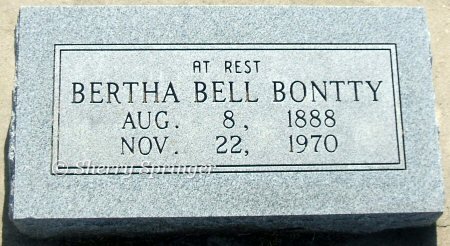 AT REST
BERTHA BELL BONTTY
AUG. 8, 1888
NOV. 22, 1970
© Sherry Springer